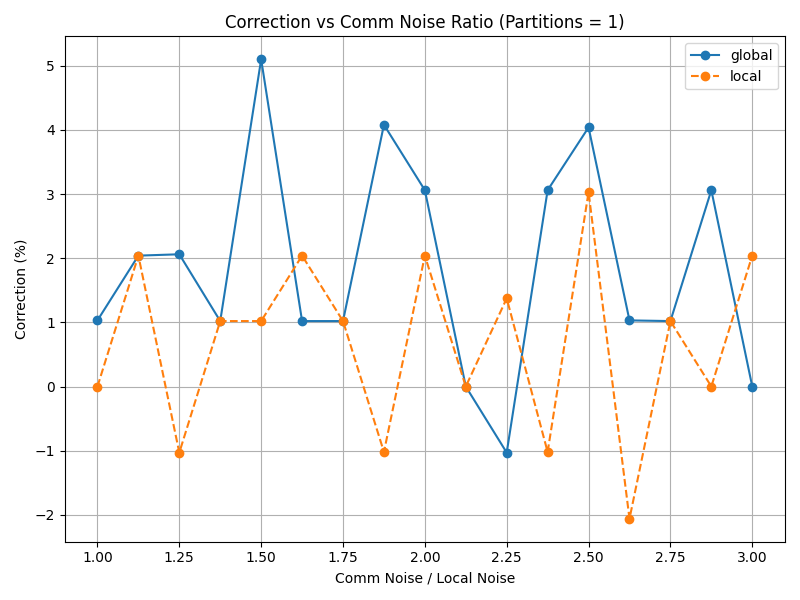 Correction vs Comm Noise Ratio (Partitions = 1)
global
local
Correction (%)
5
4
3
2
1
0
−1
−2
1.00 1.25 1.50 1.75 2.00 2.25 2.50 2.75 3.00
Comm Noise / Local Noise